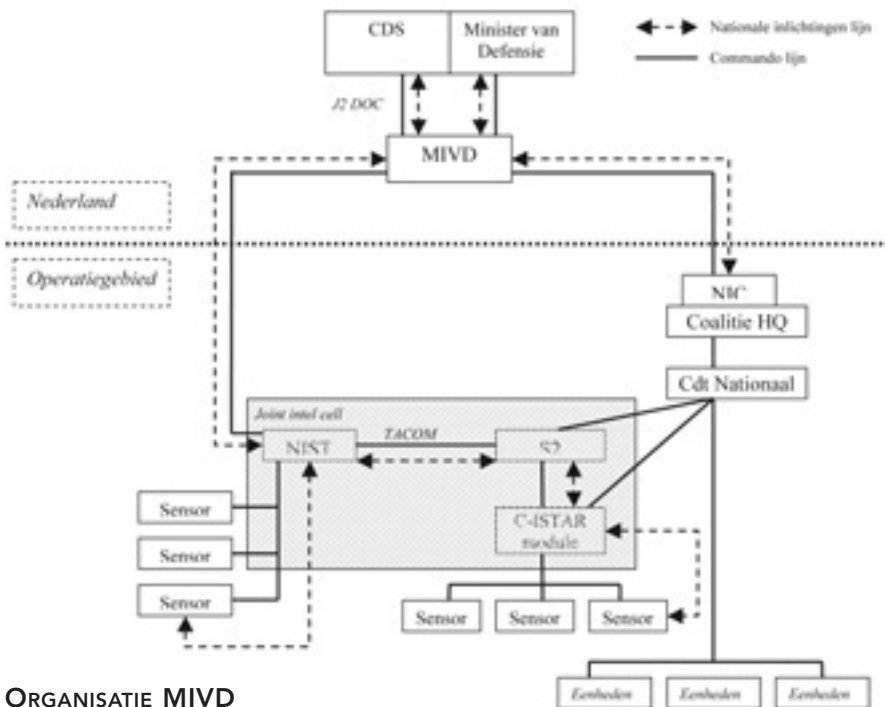 CDS
Minister van
Defensie
Nationale inlichtingen lijn
Commando lijn
J2 DOC
MIVD
Nederland
Operatiegebied
NIC
Coalitie HQ
Cdt Nationaal
Joint intel cell
NIST
TACOM
S2
C-ISTAR
module
Sensor
Sensor
Sensor
Sensor
Sensor
Sensor
Eenheden
Eenheden
Eenheden
ORGANISATIE MIVD